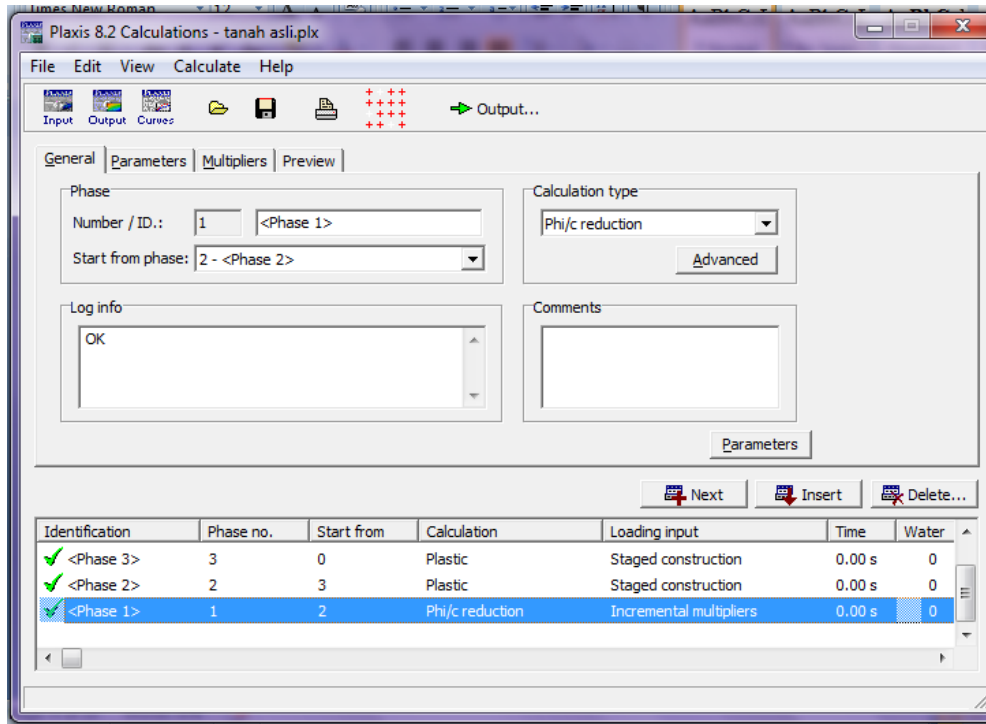 Times New Roman 12
Plaxis 8.2 Calculations - tanah asli.plx
File Edit View Calculate Help
Input Output Curves Output...
General Parameters Multipliers Preview
Phase
Number / ID.: 1 <Phase 1>
Start from phase: 2 - <Phase 2>
Calculation type
Phi/c reduction
Advanced
Log info
OK
Comments
Parameters
Next Insert Delete...
Identification Phase no. Start from Calculation Loading input Time Water
<Phase 3> 3 0 Plastic Staged construction 0.00 s 0
<Phase 2> 2 3 Plastic Staged construction 0.00 s 0
<Phase 1> 1 2 Phi/c reduction Incremental multipliers 0.00 s 0